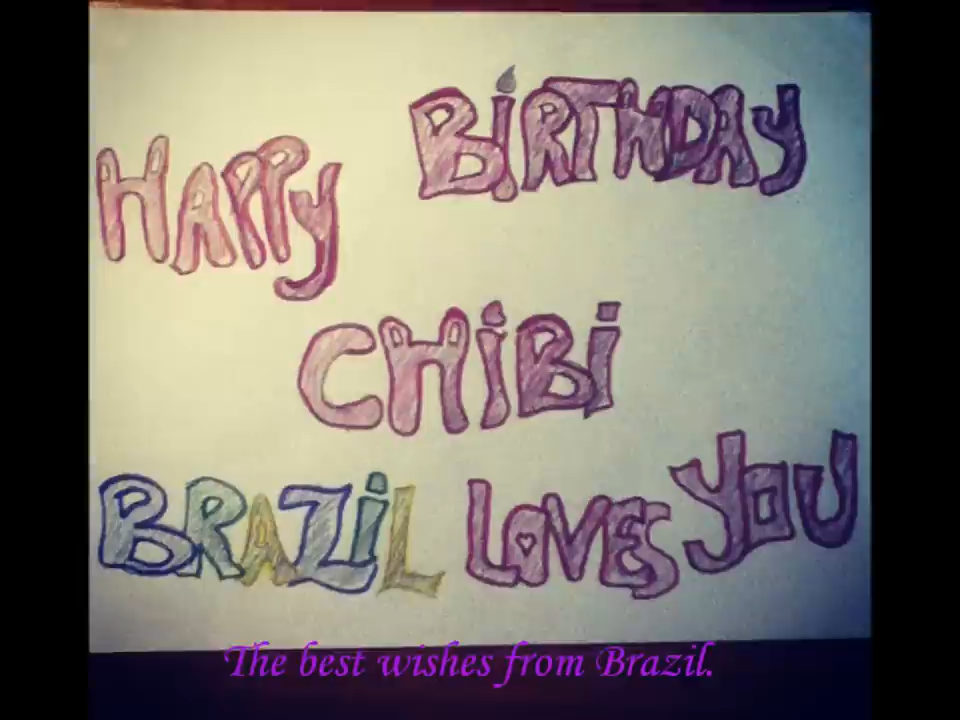 HAPPY BIRTHDAY
CHIBI
BRAZIL LOVES YOU
The best wishes from Brazil.